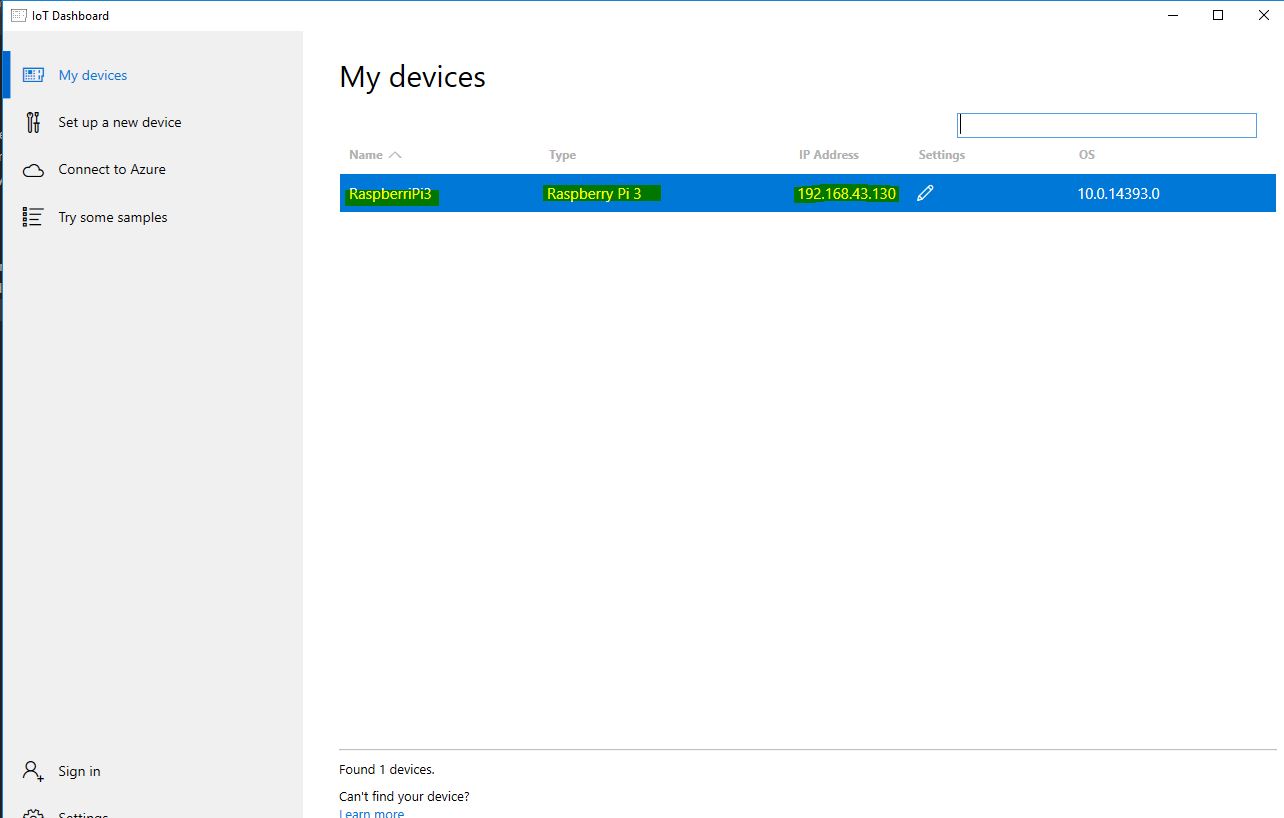 IoT Dashboard
My devices
Set up a new device
Connect to Azure
Try some samples
Sign in
Settings
My devices
Name Type IP Address Settings OS
RaspberriPi3 Raspberry Pi 3 192.168.43.130 10.0.14393.0
Found 1 devices.
Can't find your device?
Learn more